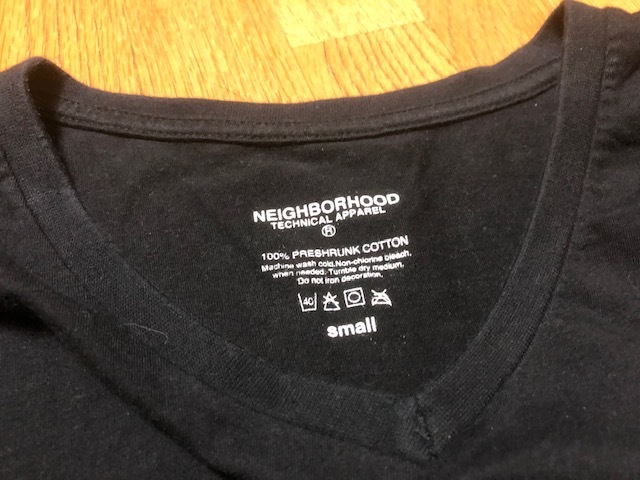 NEIGHBORHOOD
TECHNICAL APPAREL
®
100% PRESHRUNK COTTON
Machine wash cold.Non-chlorine bleach,
when needed. Tumble dry medium.
Do not iron decoration.
40
small